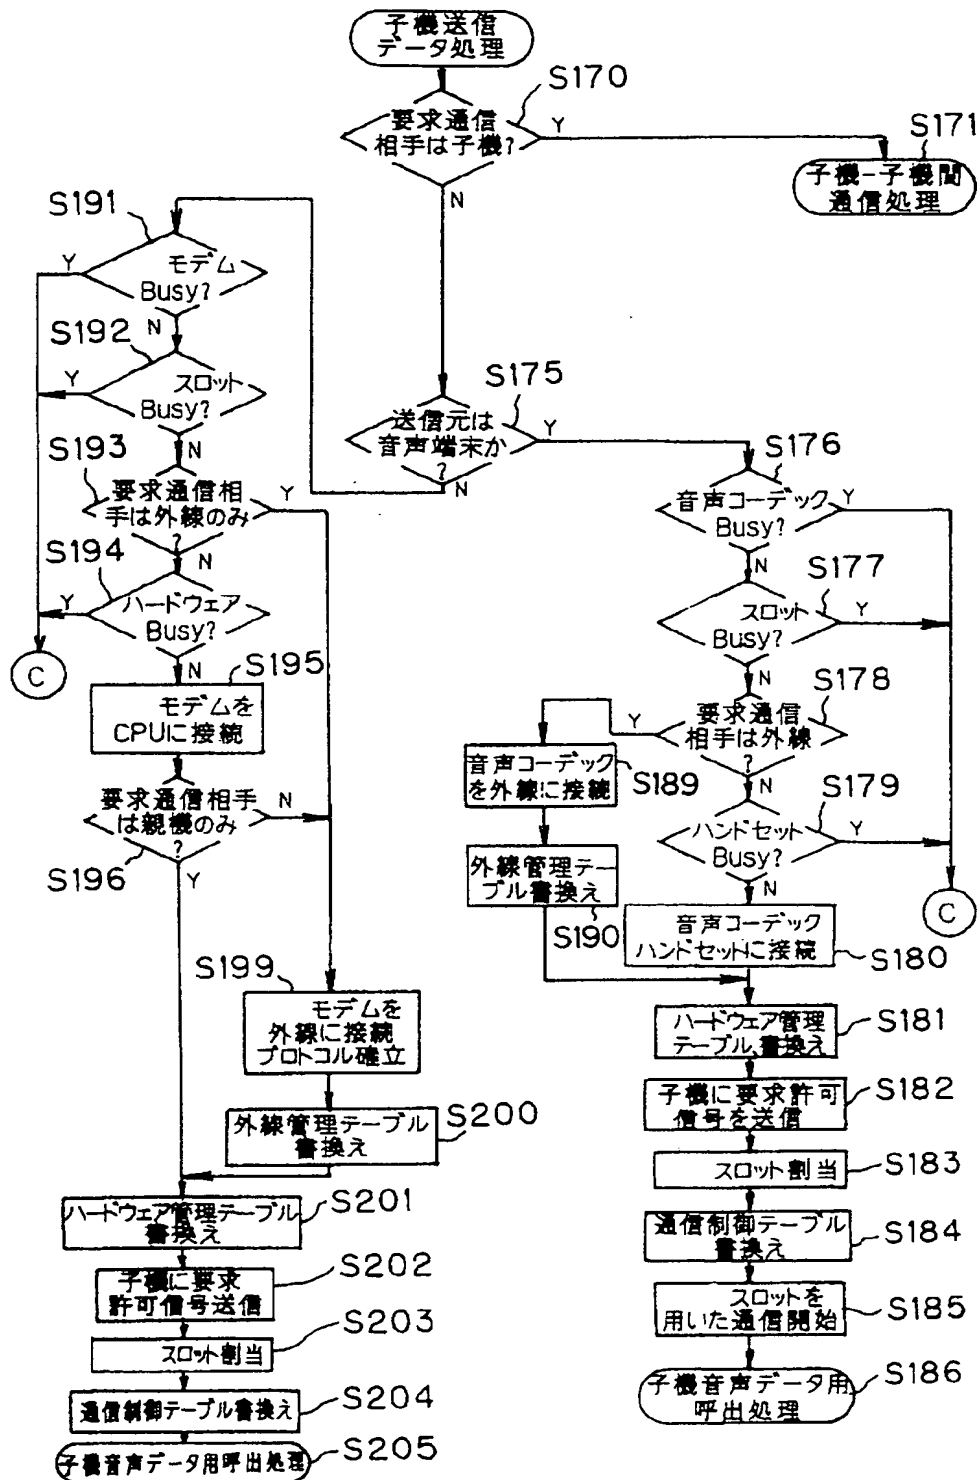 子機送信
データ処理
S170
要求通信
相手は子機?
Y
N
S171
子機-子機間
通信処理
S175
送信元は
音声端末か
?
Y
N
S191
モデム
Busy?
Y
N
S192
スロット
Busy?
Y
N
S193
要求通信相
手は外線のみ
?
Y
N
S194
ハードウェア
Busy?
Y
N
C
S195
モデムを
CPUに接続
要求通信相手
は親機のみ
?
N
S196
Y
S199
モデムを
外線に接続
プロトコル確立
S200
外線管理テーブル
書換え
S201
ハードウェア管理テーブル
書換え
S202
子機に要求
許可信号送信
S203
スロット割当
S204
通信制御テーブル書換え
S205
子機音声データ用呼出処理
S176
音声コーデック
Busy?
Y
N
S177
スロット
Busy?
Y
N
S178
要求通信
相手は外線
?
Y
N
S189
音声コーデック
を外線に接続
外線管理テー
ブル書換え
S190
S179
ハンドセット
Busy?
Y
N
C
音声コーデック
ハンドセットに接続
S180
S181
ハードウェア管理
テーブル書換え
S182
子機に要求許可
信号を送信
S183
スロット割当
通信制御テーブル
書換え
S184
スロットを
用いた通信開始
S185
子機音声データ用
呼出処理
S186